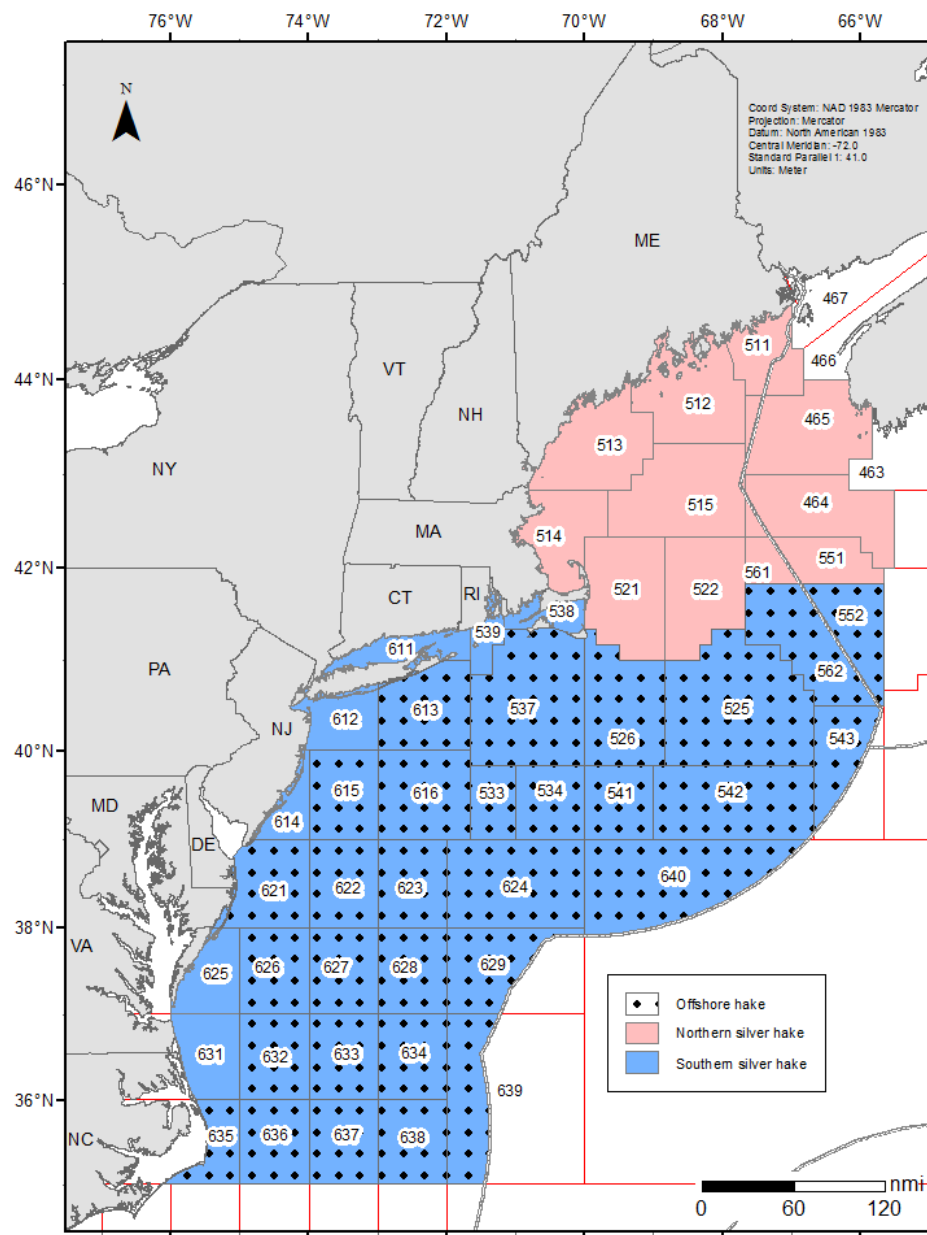 76°W 74°W 72°W 70°W 68°W 66°W
N
Coord System: NAD 1983 Mercator
Projection: Mercator
Datum: North American 1983
Central Meridian: -72.0
Standard Parallel 1: 41.0
Units: Meter
46°N
ME
467
511
466
VT
44°N
512
465
NH
513
NY
463
515
464
MA
514
551
42°N
561
CT
RI
521
522
538
552
539
611
PA
562
613
537
525
612
NJ
526
543
40°N
615
616
533
534
541
542
MD
614
DE
621
622
623
624
640
38°N
VA
625
626
627
628
629
Offshore hake
Northern silver hake
Southern silver hake
631
632
633
634
36°N
639
NC
635
636
637
638
nmi
0 60 120